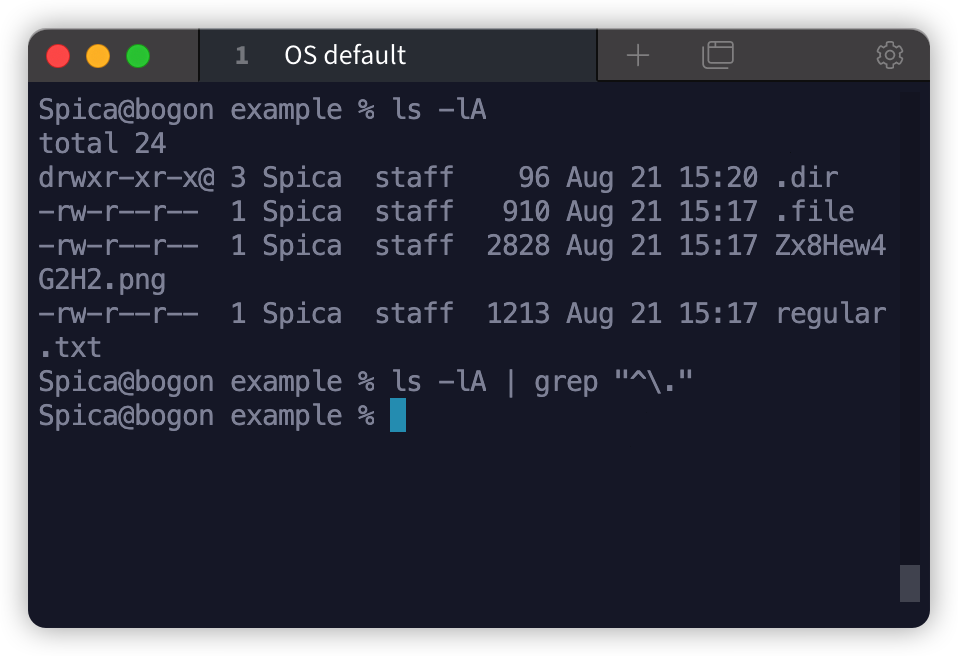 1 OS default
Spica@bogon example % ls -lA
total 24
drwxr-xr-x@ 3 Spica  staff    96 Aug 21 15:20 .dir
-rw-r--r--  1 Spica  staff   910 Aug 21 15:17 .file
-rw-r--r--  1 Spica  staff  2828 Aug 21 15:17 Zx8Hew4
G2H2.png
-rw-r--r--  1 Spica  staff  1213 Aug 21 15:17 regular
.txt
Spica@bogon example % ls -lA | grep "^\."
Spica@bogon example %